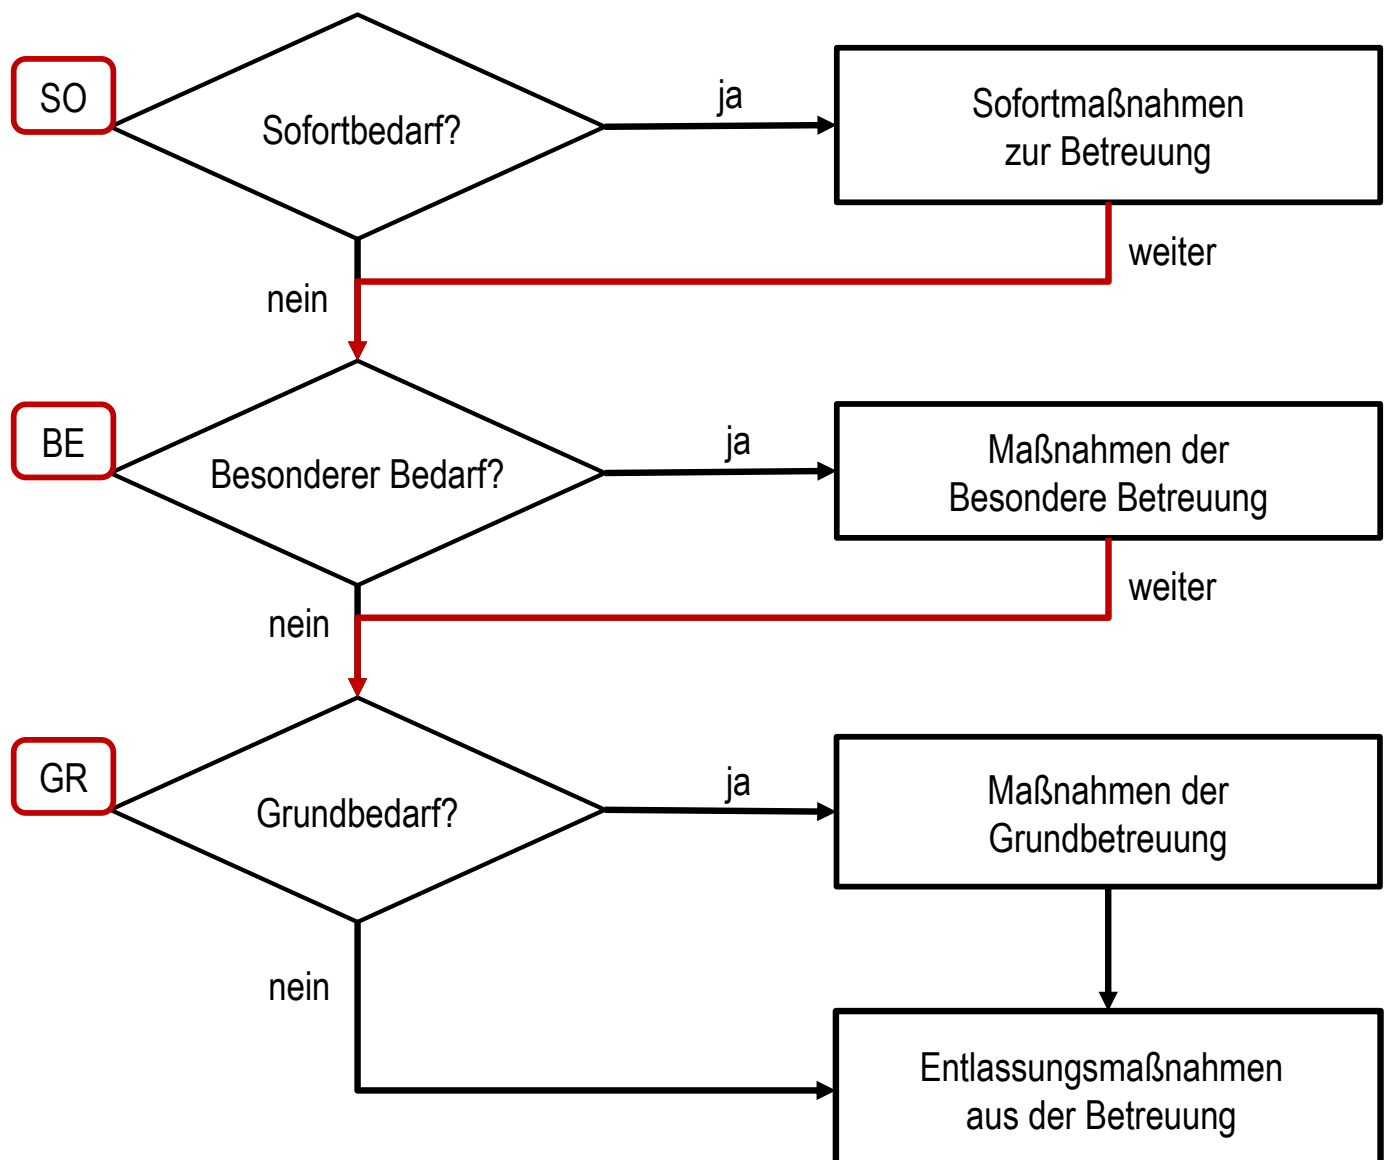 SO
Sofortbedarf?
ja
Sofortmaßnahmen
zur Betreuung
weiter
nein
BE
Besonderer Bedarf?
ja
Maßnahmen der
Besondere Betreuung
weiter
nein
GR
Grundbedarf?
ja
Maßnahmen der
Grundbetreuung
nein
Entlassungsmaßnahmen
aus der Betreuung